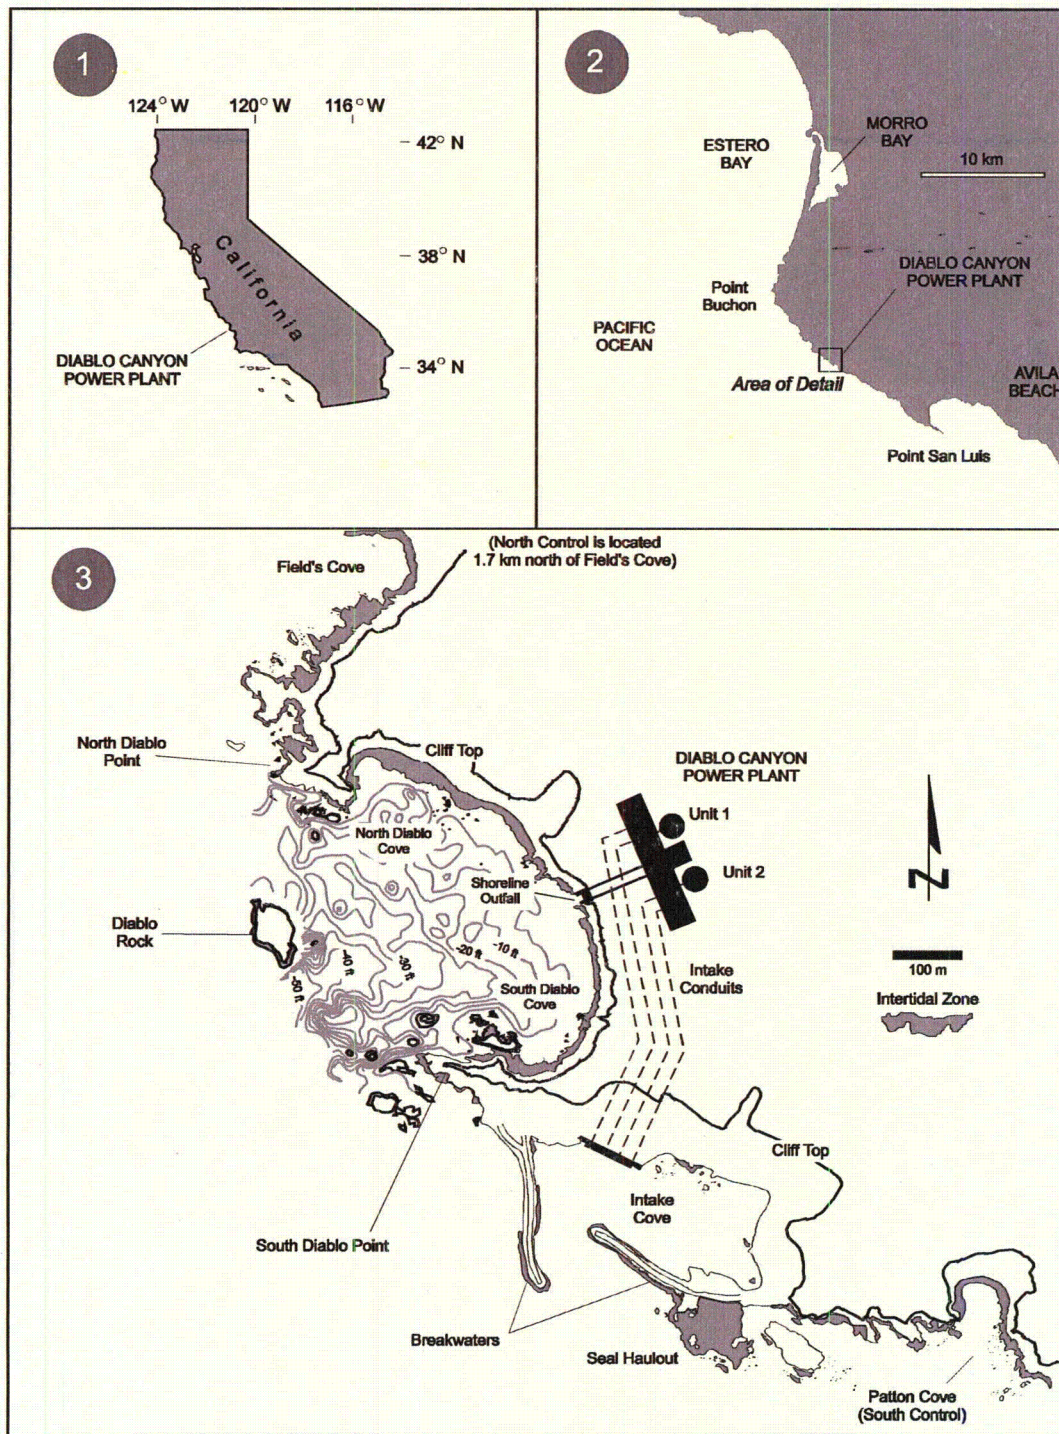 1
124° W
120° W
116° W
42° N
38° N
34° N
California
DIABLO CANYON
POWER PLANT
2
ESTERO
BAY
MORRO
BAY
10 km
DIABLO CANYON
POWER PLANT
Point
Buchon
PACIFIC
OCEAN
Area of Detail
AVILA
BEACH
Point San Luis
3
(North Control is located
1.7 km north of Field's Cove)
Field's Cove
North Diablo
Point
Cliff Top
DIABLO CANYON
POWER PLANT
Unit 1
North Diablo
Cove
Unit 2
Shoreline
Outfall
Diablo
Rock
-10 ft
-20 ft
-30 ft
-40 ft
-50 ft
N
100 m
Intake
Conduits
South Diablo
Cove
Intertidal Zone
Cliff Top
Intake
Cove
South Diablo Point
Breakwaters
Seal Haulout
Patton Cove
(South Control)